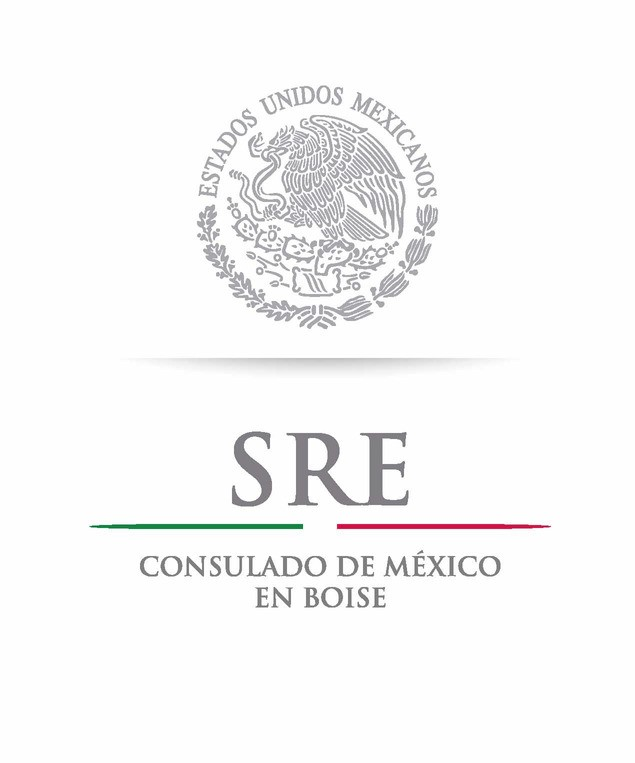 ESTADOS UNIDOS MEXICANOS
SRE
CONSULADO DE MÉXICO
EN BOISE